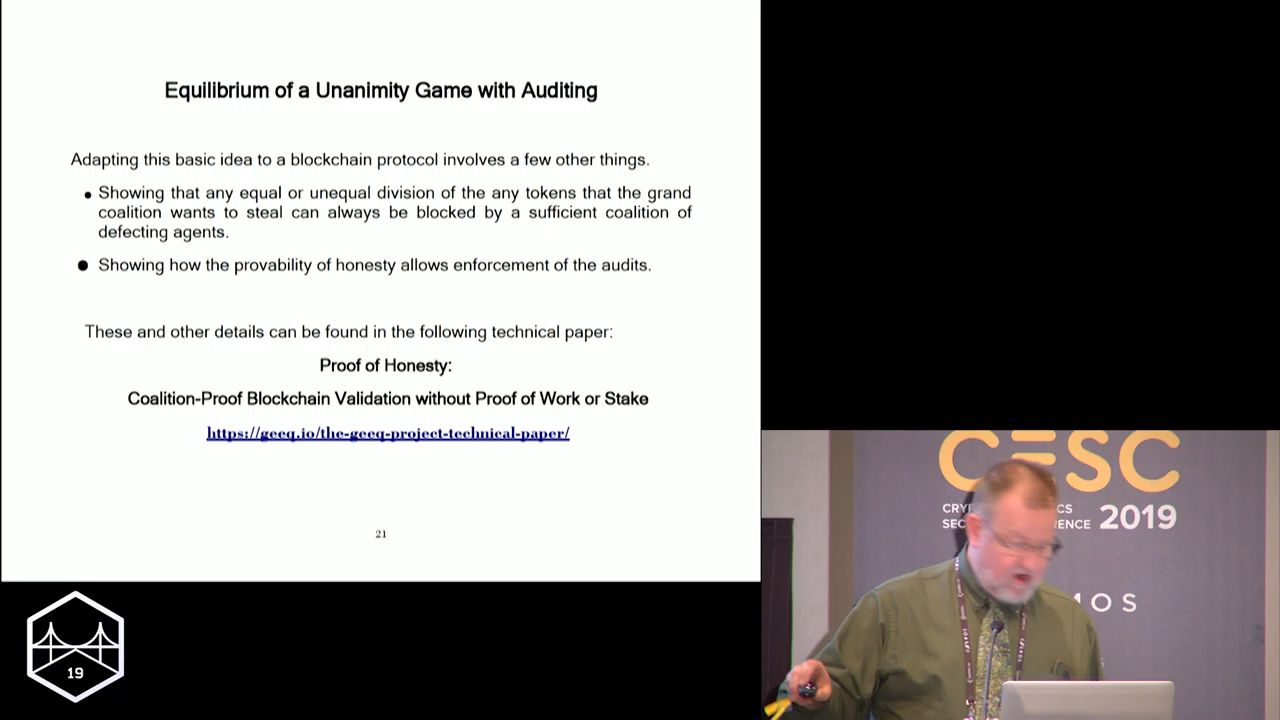 Equilibrium of a Unanimity Game with Auditing
Adapting this basic idea to a blockchain protocol involves a few other things.
• Showing that any equal or unequal division of the any tokens that the grand
coalition wants to steal can always be blocked by a sufficient coalition of
defecting agents.
● Showing how the provability of honesty allows enforcement of the audits.
These and other details can be found in the following technical paper:
Proof of Honesty:
Coalition-Proof Blockchain Validation without Proof of Work or Stake
https://geeq.io/the-geeq-project-technical-paper/
21
CESC
2019
19